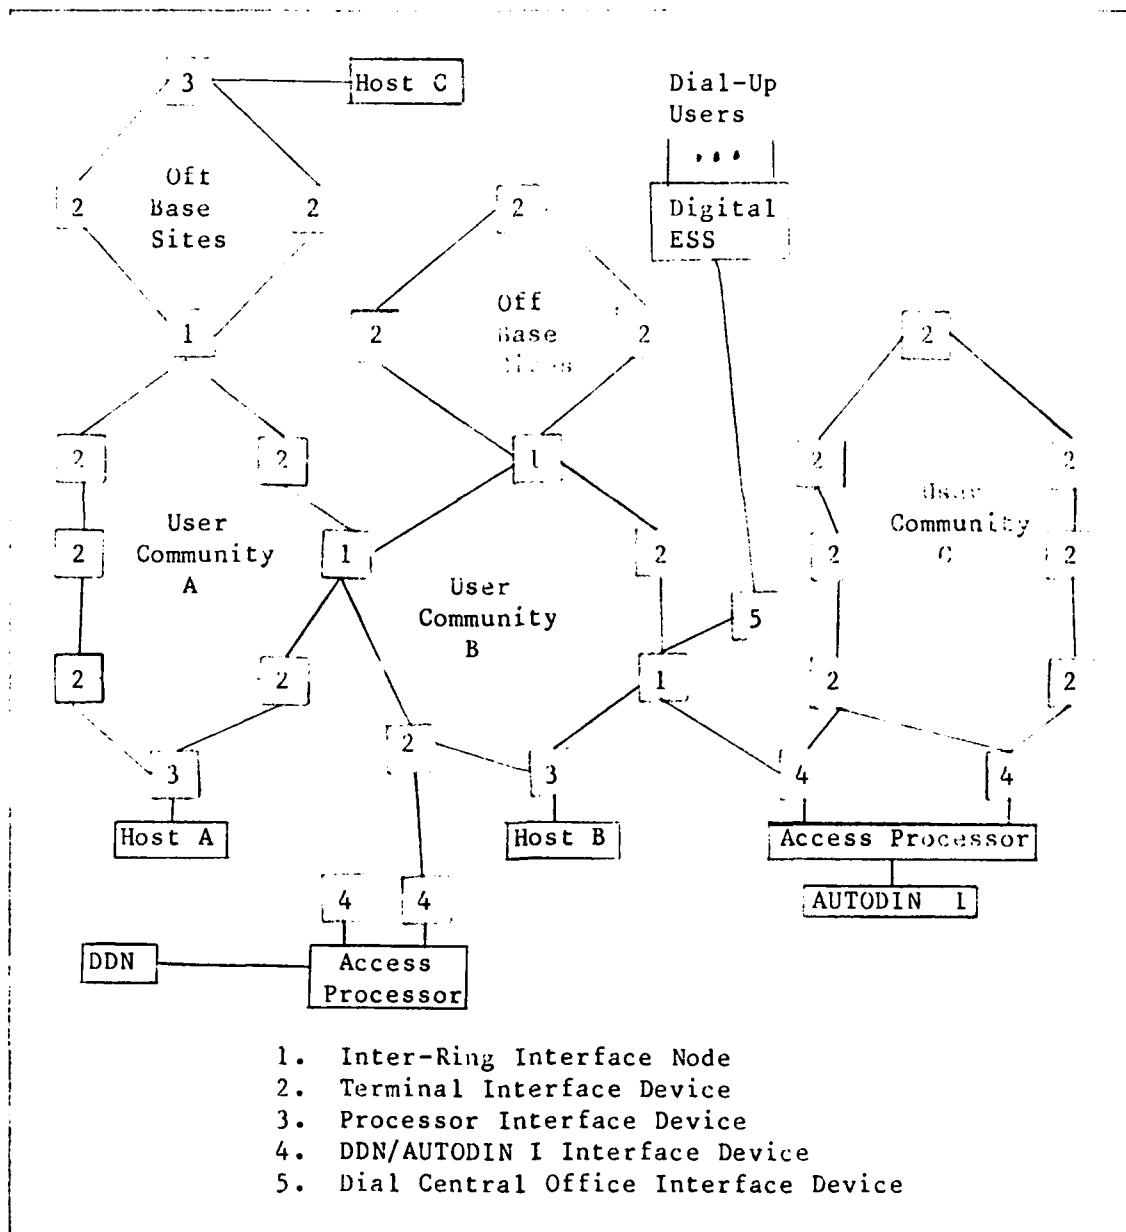 3 Host C
Dial-Up
Users
...
Oft
Base
Sites
2 2
2
Digital
ESS
1
Off
Base
2 2
2
2 2
1
2 2
User
Community
A
2
1
User
Community
B
2
User
Community
C
2 2
5
2 2
1
2 2
2
3
3
4 4
Host A
Host B
Access Processor
AUTODIN I
4 4
DDN
Access
Processor
1. Inter-Ring Interface Node
2. Terminal Interface Device
3. Processor Interface Device
4. DDN/AUTODIN I Interface Device
5. Dial Central Office Interface Device